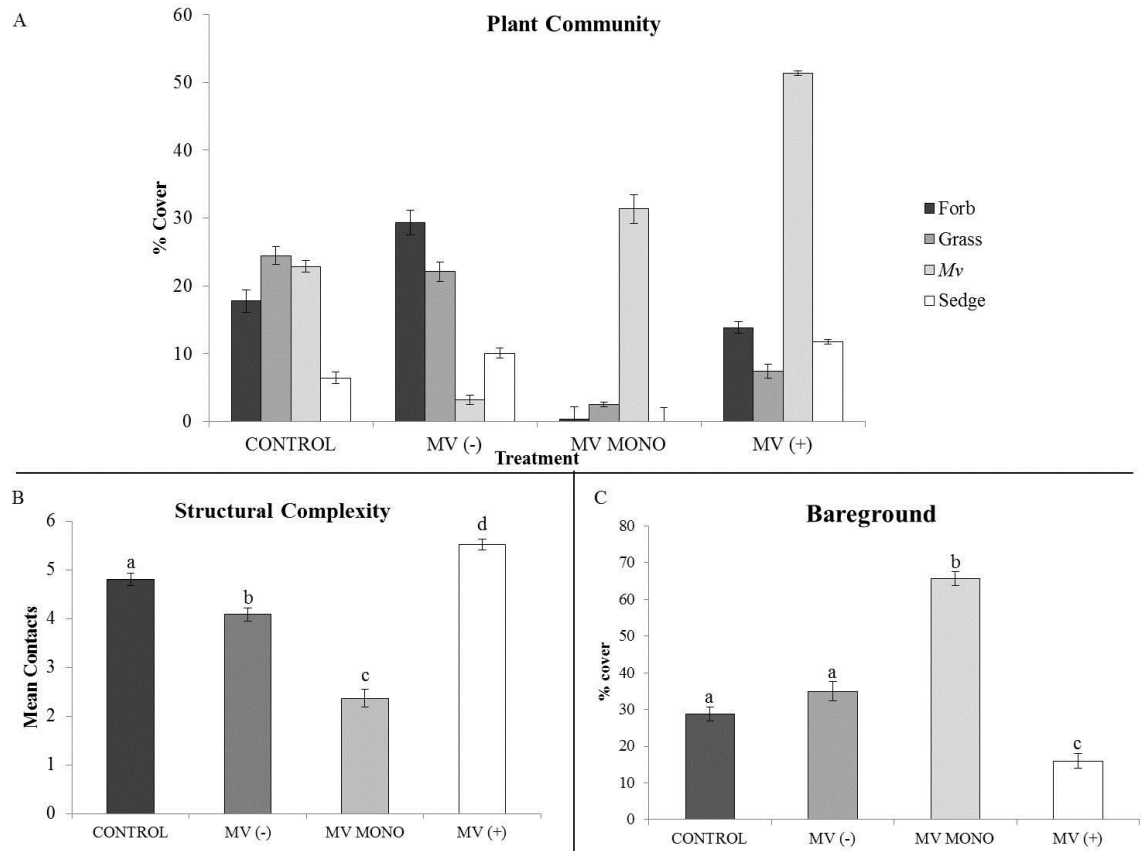 A
Plant Community
60
50
40
30
20
10
0
% Cover
CONTROL MV (-) MV MONO MV (+)
Treatment
Forb
Grass
Mv
Sedge
B
Structural Complexity
6
5
4
3
2
1
0
Mean Contacts
a
b
c
d
CONTROL MV (-) MV MONO MV (+)
C
Bareground
80
70
60
50
40
30
20
10
0
% cover
a
a
b
c
CONTROL MV (-) MV MONO MV (+)